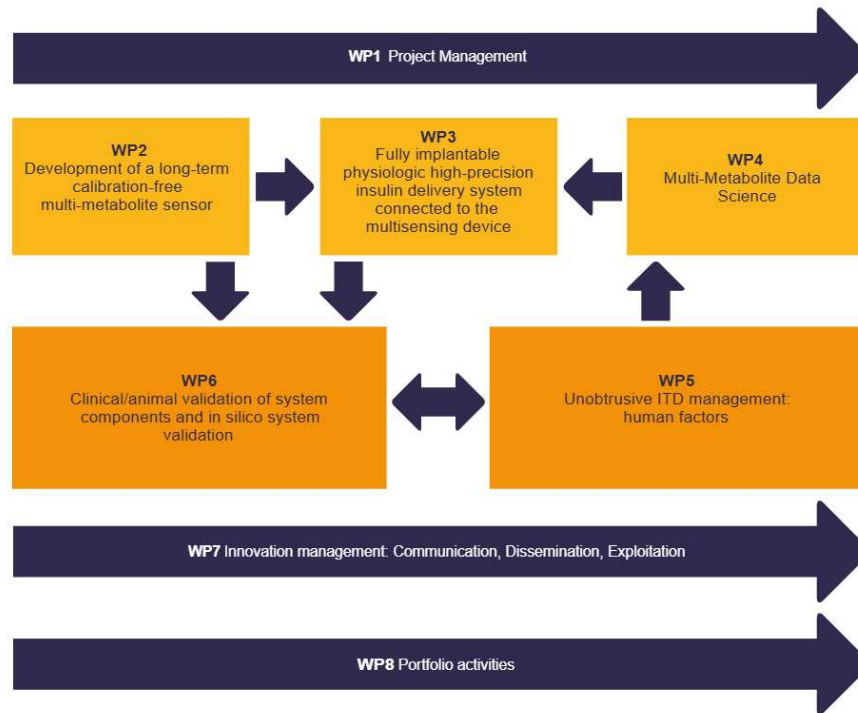 WP1 Project Management
WP2
Development of a long-term
calibration-free
multi-metabolite sensor
WP3
Fully implantable
physiologic high-precision
insulin delivery system
connected to the
multisensing device
WP4
Multi-Metabolite Data
Science
WP6
Clinical/animal validation of system
components and in silico system
validation
WP5
Unobtrusive ITD management:
human factors
WP7 Innovation management: Communication, Dissemination, Exploitation
WP8 Portfolio activities